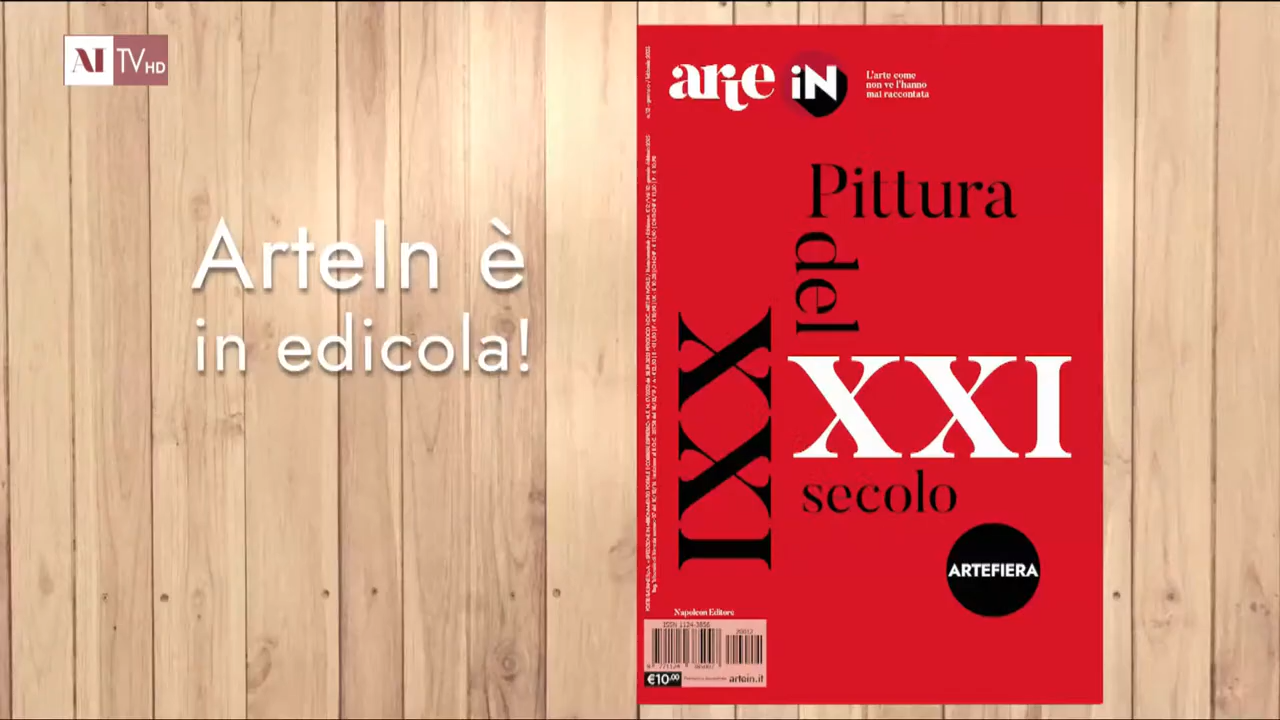 AI TV HD
ArteIn è
in edicola!
arte iN
L'arte come
non ve l'hanno
mai raccontata
Pittura
del
XXI
XXI
secolo
ARTEFIERA
Napoleon Editore
ISSN 1124-3856
20012
€10,00
artein.it